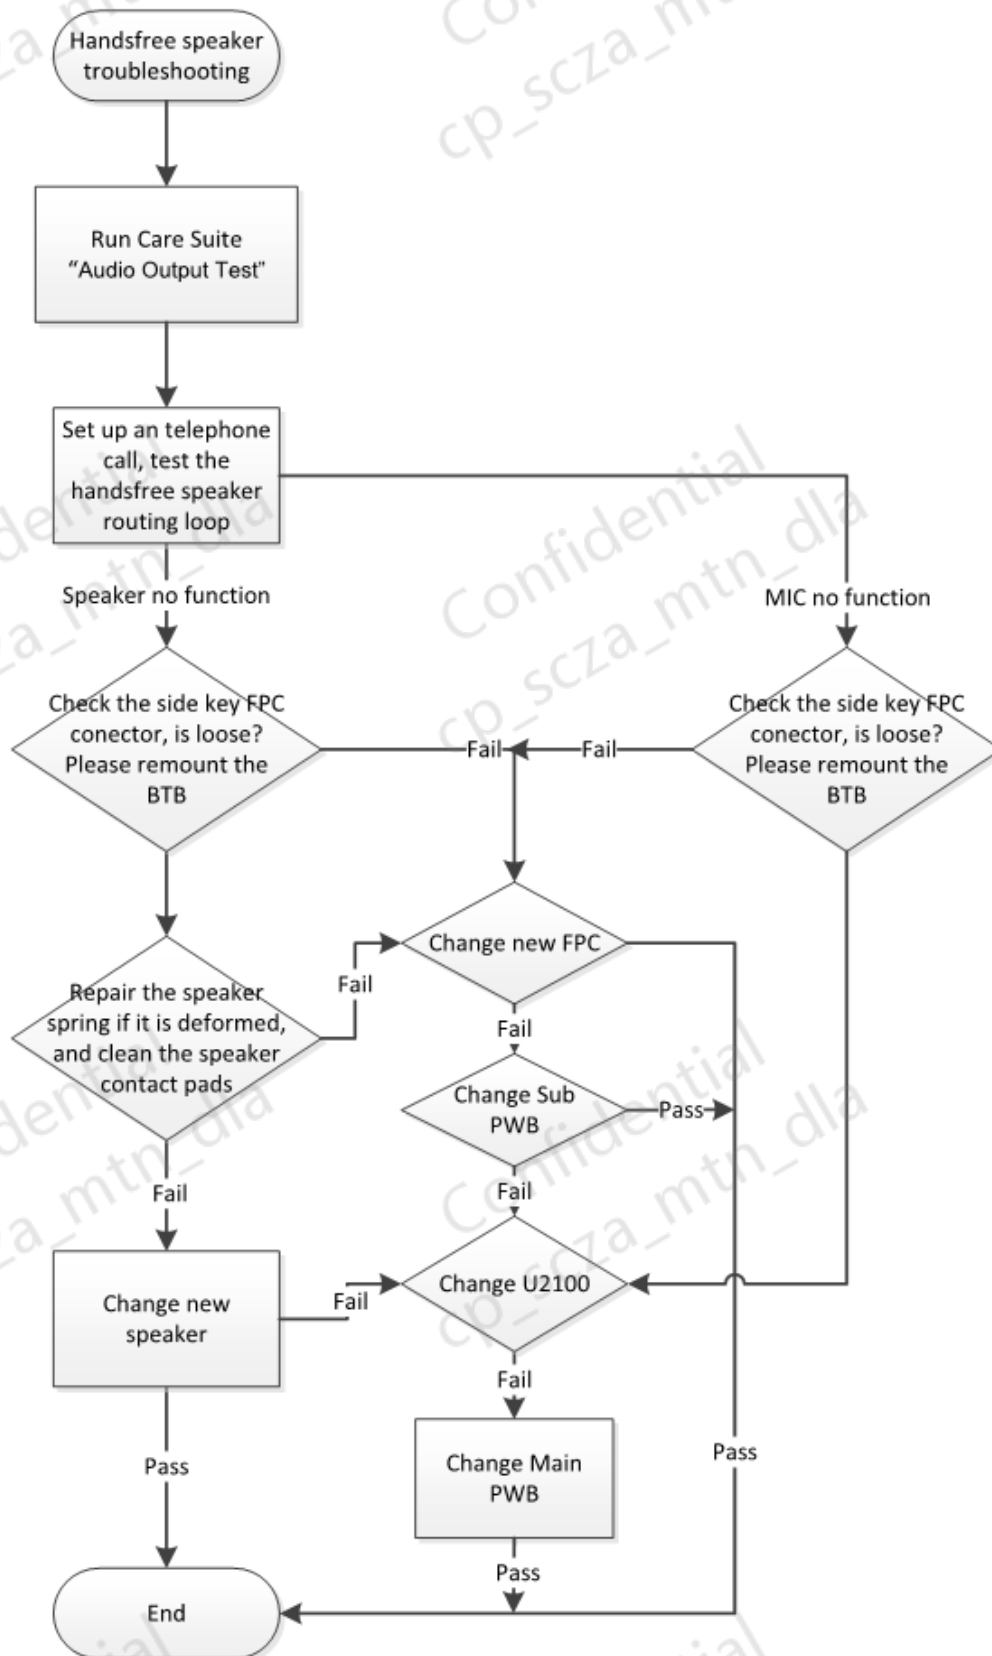 Handsfree speaker
troubleshooting
Run Care Suite
“Audio Output Test”
Set up an telephone
call, test the
handsfree speaker
routing loop
Speaker no function
MIC no function
Check the side key FPC
conector, is loose?
Please remount the
BTB
Fail
Fail
Check the side key FPC
conector, is loose?
Please remount the
BTB
Change new FPC
Repair the speaker
spring if it is deformed,
and clean the speaker
contact pads
Fail
Fail
Change Sub
PWB
Pass
Fail
Fail
Change new
speaker
Fail
Change U2100
Fail
Change Main
PWB
Pass
Pass
Pass
End
Confidential
cp_scza_mtn_dla
Confidential
cp_scza_mtn_dla